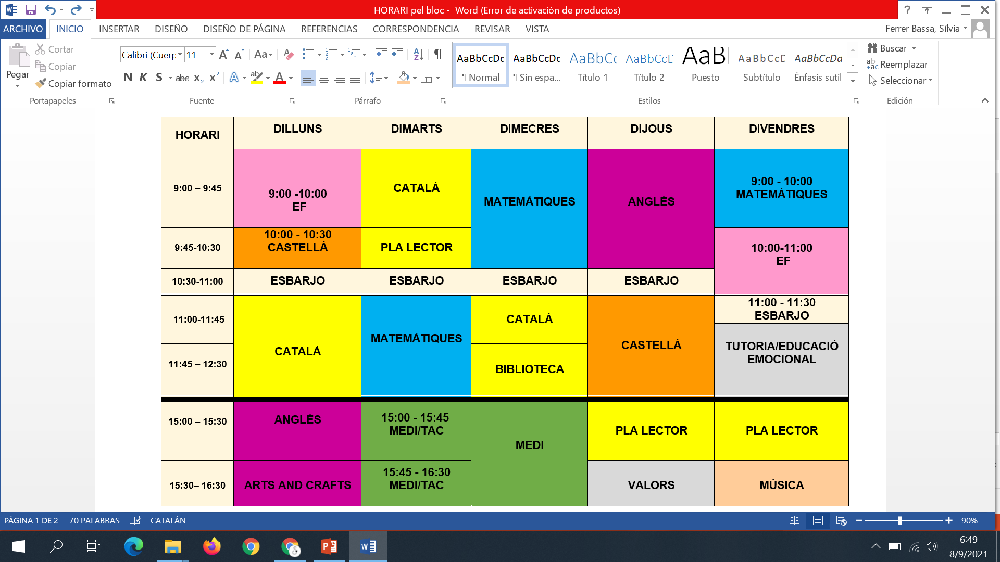 HORARI pel bloc - Word (Error de activación de productos)
ARCHIVO INICIO INSERTAR DISEÑO DISEÑO DE PÁGINA REFERENCIAS CORRESPONDENCIA REVISAR VISTA
Ferrer Bassa, Sílvia
Pegar
Cortar
Copiar
Copiar formato
Portapapeles
Calibri (Cuerp 11
Fuente
Párrafo
AaBbCcDc AaBbCcDc AaBbCc AaBbCcD AaB AaBbCcD AaBbCcDa
¶ Normal ¶ Sin espa... Título 1 Título 2 Puesto Subtítulo Énfasis sutil
Estilos
Buscar
Reemplazar
Seleccionar
Edición
HORARI DILLUNS DIMARTS DIMECRES DIJOUS DIVENDRES
9:00 – 9:45
9:00 -10:00
EF
CATALÀ
MATEMÀTIQUES
ANGLÈS
9:00 - 10:00
MATEMÀTIQUES
9:45-10:30
10:00 - 10:30
CASTELLÀ
PLA LECTOR
10:00-11:00
EF
10:30-11:00 ESBARJO ESBARJO ESBARJO ESBARJO
11:00-11:45
CATALÀ
MATEMÀTIQUES
CATALÀ
CASTELLÀ
11:00 - 11:30
ESBARJO
11:45 – 12:30
BIBLIOTECA
TUTORIA/EDUCACIÓ
EMOCIONAL
15:00 – 15:30
ANGLÈS
15:00 - 15:45
MEDI/TAC
MEDI
PLA LECTOR
PLA LECTOR
15:30– 16:30
ARTS AND CRAFTS
15:45 - 16:30
MEDI/TAC
VALORS
MÚSICA
PÁGINA 1 DE 2 70 PALABRAS CATALÁN
90%
6:49
8/9/2021